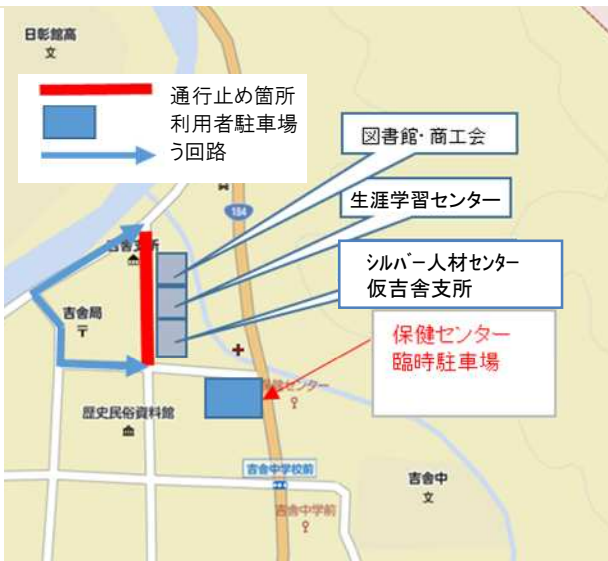 日彰館高
文
通行止め箇所
利用者駐車場
う回路
図書館・商工会
184
生涯学習センター
吉舎支所
シルバー人材センター
仮吉舎支所
吉舎局
〒
保健センター
臨時駐車場
保健センター
歴史民俗資料館
吉舎中学校前
吉舎中
文
吉舎中学前